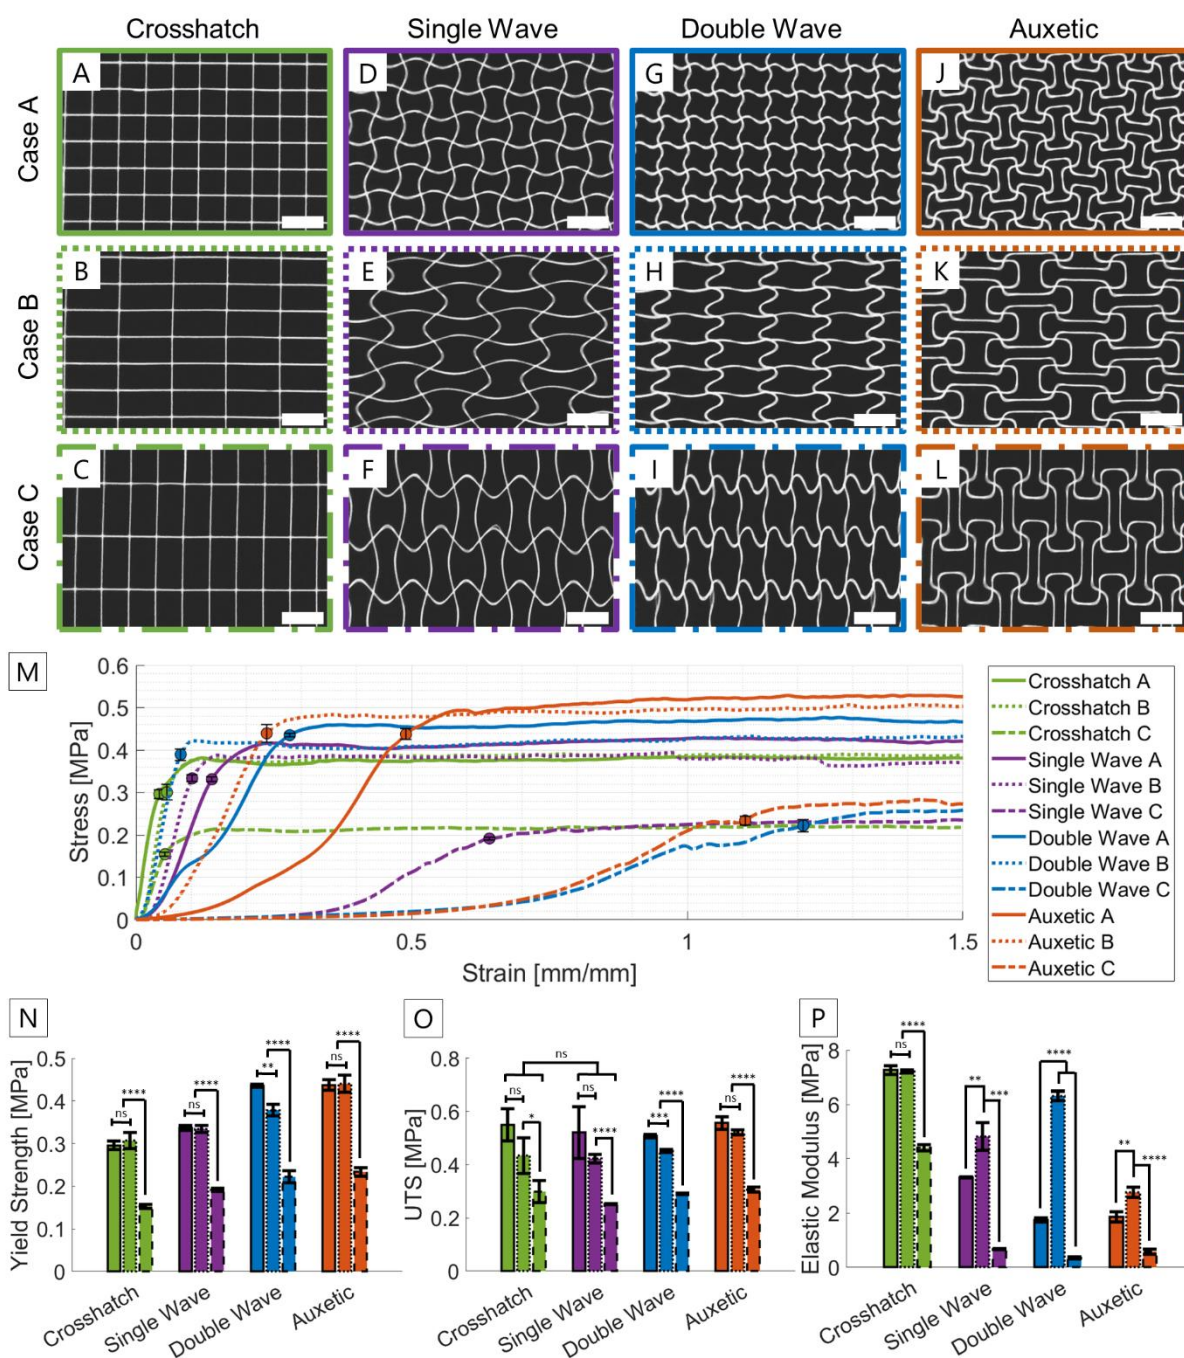 Crosshatch Single Wave Double Wave Auxetic
Case A
A D G J
Case B
B E H K
Case C
C F I L
M
Stress [MPa]
0.6
0.5
0.4
0.3
0.2
0.1
0
0 0.5 1 1.5
Strain [mm/mm]
Crosshatch A
Crosshatch B
Crosshatch C
Single Wave A
Single Wave B
Single Wave C
Double Wave A
Double Wave B
Double Wave C
Auxetic A
Auxetic B
Auxetic C
N
Yield Strength [MPa]
0.5
0.4
0.3
0.2
0.1
0
ns ****
ns ****
** ****
ns ****
Crosshatch
Single Wave
Double Wave
Auxetic
O
UTS [MPa]
0.8
0.6
0.4
0.2
0
ns
ns *
ns ****
*** ****
ns ****
Crosshatch
Single Wave
Double Wave
Auxetic
P
Elastic Modulus [MPa]
8
6
4
2
0
ns ****
** ***
****
** ****
Crosshatch
Single Wave
Double Wave
Auxetic